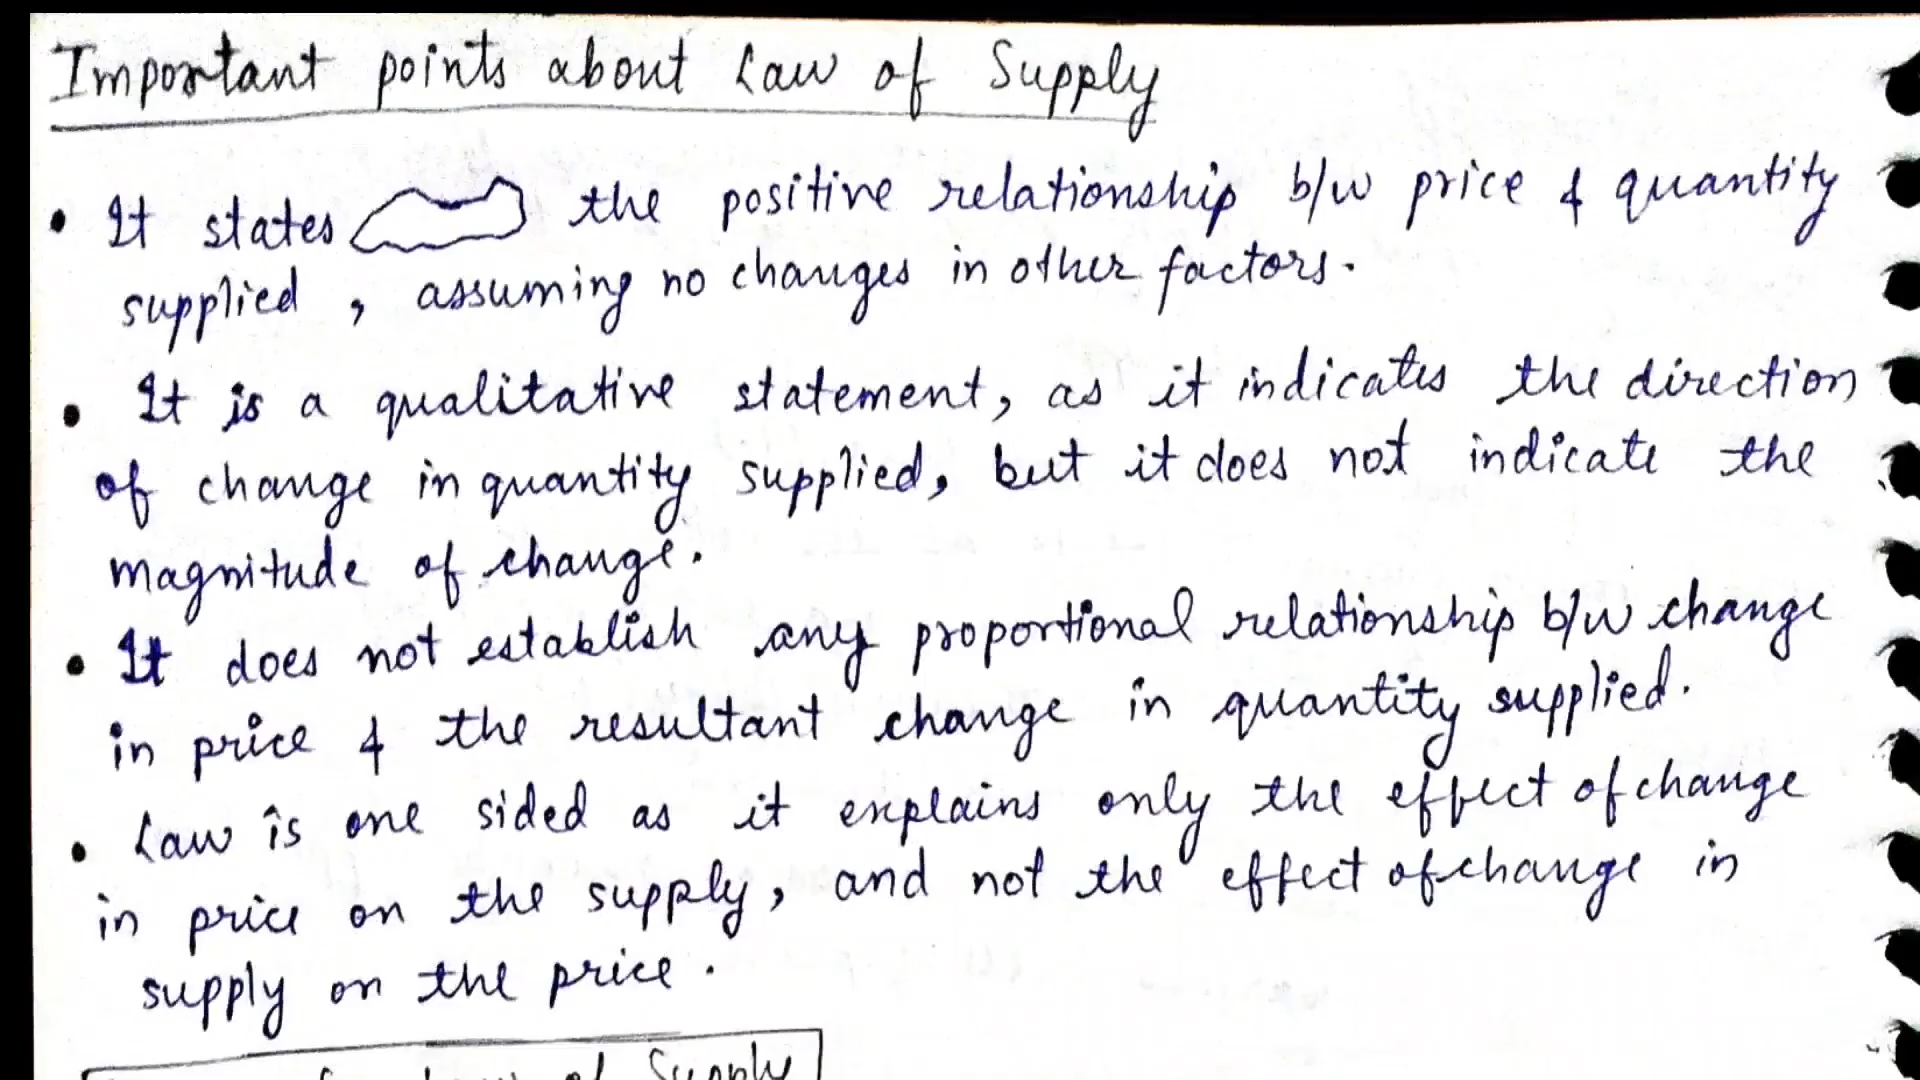 Important points about Law of Supply
• It states the positive relationship b/w price & quantity
supplied, assuming no changes in other factors.
• It is a qualitative statement, as it indicates the direction
of change in quantity supplied, but it does not indicate the
magnitude of change.
• It does not establish any proportional relationship b/w change
in price & the resultant change in quantity supplied.
• Law is one sided as it explains only the effect of change
in price on the supply, and not the effect of change in
supply on the price.
of Supply